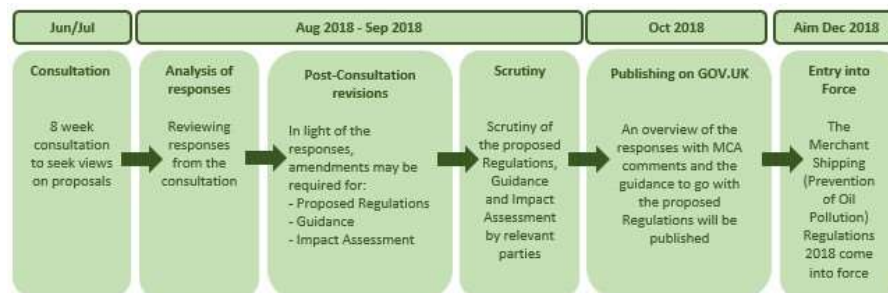 Jun/Jul
Aug 2018 - Sep 2018
Oct 2018
Aim Dec 2018
Consultation
8 week
consultation
to seek views
on proposals
Analysis of
responses
Reviewing
responses
from the
consultation
Post-Consultation
revisions
In light of the
responses,
amendments may be
required for:
- Proposed Regulations
- Guidance
- Impact Assessment
Scrutiny
Scrutiny of
the proposed
Regulations,
Guidance
and Impact
Assessment
by relevant
parties
Publishing on GOV.UK
An overview of the
responses with MCA
comments and the
guidance to go with
the proposed
Regulations will be
published
Entry into
Force
The
Merchant
Shipping
(Prevention
of Oil
Pollution)
Regulations
2018 come
into force